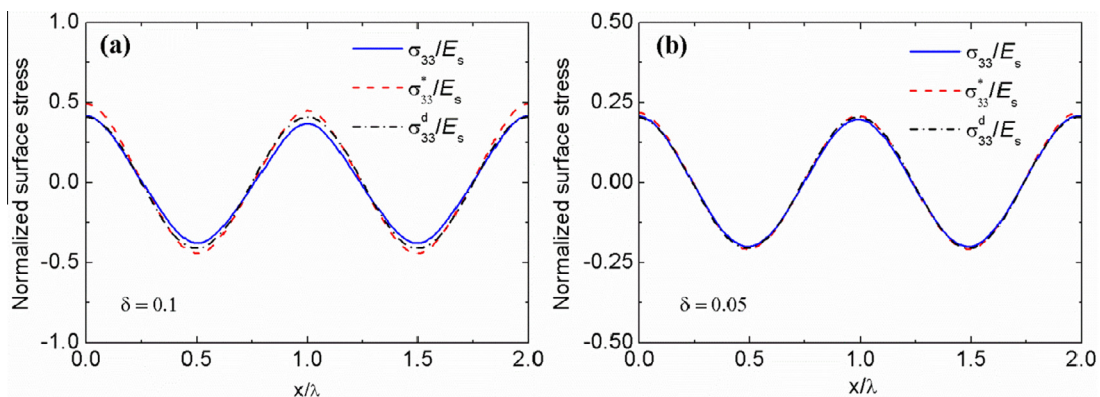 (a)
σ33/Es
σ*33/Es
σd33/Es
δ = 0.1
1.0
0.5
0.0
-0.5
-1.0
0.0 0.5 1.0 1.5 2.0
Normalized surface stress
x/λ
(b)
σ33/Es
σ*33/Es
σd33/Es
δ = 0.05
0.50
0.25
0.00
-0.25
-0.50
0.0 0.5 1.0 1.5 2.0
Normalized surface stress
x/λ